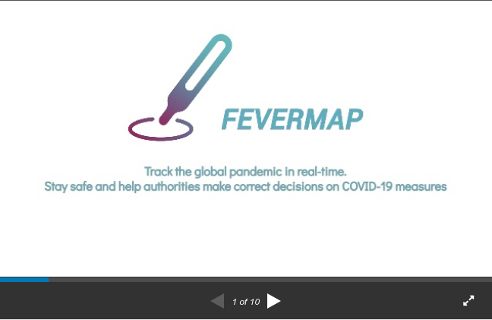 FEVERMAP
Track the global pandemic in real-time.
Stay safe and help authorities make correct decisions on COVID-19 measures
1 of 10